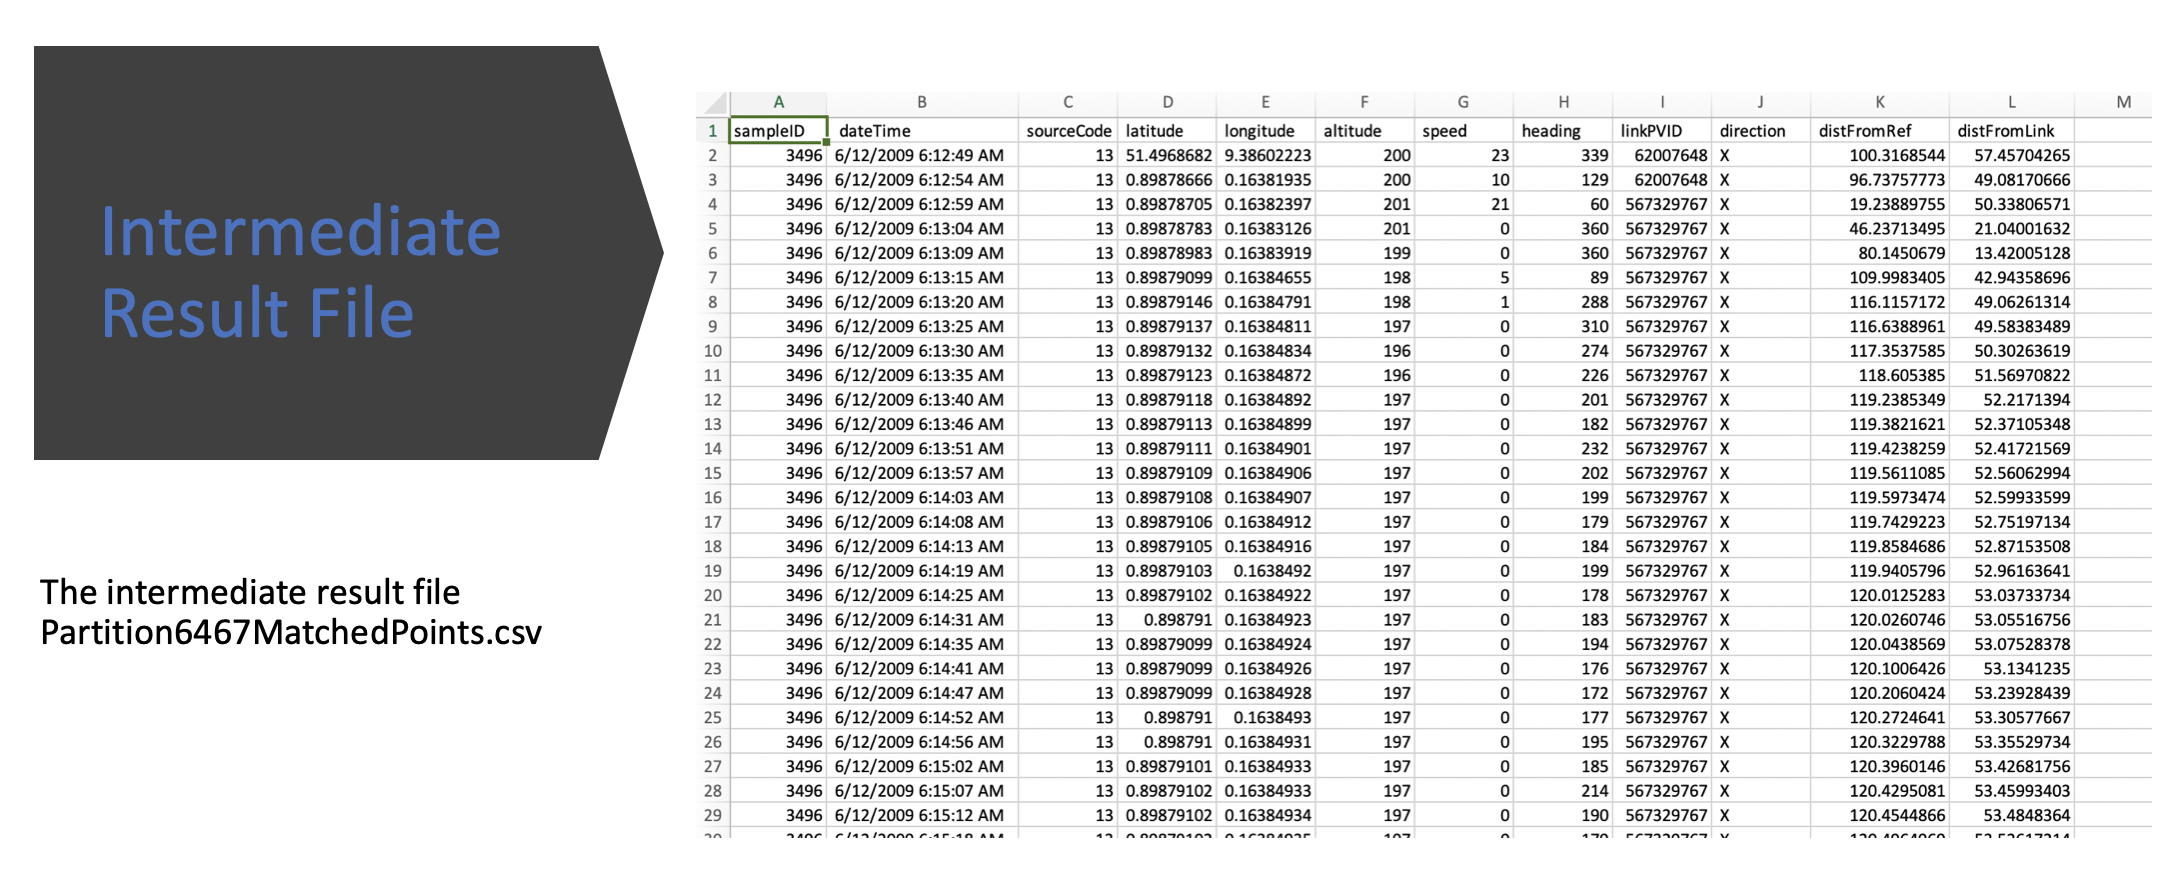 Intermediate
Result File
The intermediate result file
Partition6467MatchedPoints.csv
A B C D E F G H I J K L M
1 sampleID dateTime sourceCode latitude longitude altitude speed heading linkPVID direction distFromRef distFromLink
2 3496 6/12/2009 6:12:49 AM 13 51.4968682 9.38602223 200 23 339 62007648 X 100.3168544 57.45704265
3 3496 6/12/2009 6:12:54 AM 13 0.89878666 0.16381935 200 10 129 62007648 X 96.73757773 49.08170666
4 3496 6/12/2009 6:12:59 AM 13 0.89878705 0.16382397 201 21 60 567329767 X 19.23889755 50.33806571
5 3496 6/12/2009 6:13:04 AM 13 0.89878783 0.16383126 201 0 360 567329767 X 46.23713495 21.04001632
6 3496 6/12/2009 6:13:09 AM 13 0.89878983 0.16383919 199 0 360 567329767 X 80.1450679 13.42005128
7 3496 6/12/2009 6:13:15 AM 13 0.89879099 0.16384655 198 5 89 567329767 X 109.9983405 42.94358696
8 3496 6/12/2009 6:13:20 AM 13 0.89879146 0.16384791 198 1 288 567329767 X 116.1157172 49.06261314
9 3496 6/12/2009 6:13:25 AM 13 0.89879137 0.16384811 197 0 310 567329767 X 116.6388961 49.58383489
10 3496 6/12/2009 6:13:30 AM 13 0.89879132 0.16384834 196 0 274 567329767 X 117.3537585 50.30263619
11 3496 6/12/2009 6:13:35 AM 13 0.89879123 0.16384872 196 0 226 567329767 X 118.605385 51.56970822
12 3496 6/12/2009 6:13:40 AM 13 0.89879118 0.16384892 197 0 201 567329767 X 119.2385349 52.2171394
13 3496 6/12/2009 6:13:46 AM 13 0.89879113 0.16384899 197 0 182 567329767 X 119.3821621 52.37105348
14 3496 6/12/2009 6:13:51 AM 13 0.89879111 0.16384901 197 0 232 567329767 X 119.4238259 52.41721569
15 3496 6/12/2009 6:13:57 AM 13 0.89879109 0.16384906 197 0 202 567329767 X 119.5611085 52.56062994
16 3496 6/12/2009 6:14:03 AM 13 0.89879108 0.16384907 197 0 199 567329767 X 119.5973474 52.59933599
17 3496 6/12/2009 6:14:08 AM 13 0.89879106 0.16384912 197 0 179 567329767 X 119.7429223 52.75197134
18 3496 6/12/2009 6:14:13 AM 13 0.89879105 0.16384916 197 0 184 567329767 X 119.8584686 52.87153508
19 3496 6/12/2009 6:14:19 AM 13 0.89879103 0.1638492 197 0 199 567329767 X 119.9405796 52.96163641
20 3496 6/12/2009 6:14:25 AM 13 0.89879102 0.16384922 197 0 178 567329767 X 120.0125283 53.03733734
21 3496 6/12/2009 6:14:31 AM 13 0.898791 0.16384923 197 0 183 567329767 X 120.0260746 53.05516756
22 3496 6/12/2009 6:14:35 AM 13 0.89879099 0.16384924 197 0 194 567329767 X 120.0438569 53.07528378
23 3496 6/12/2009 6:14:41 AM 13 0.89879099 0.16384926 197 0 176 567329767 X 120.1006426 53.1341235
24 3496 6/12/2009 6:14:47 AM 13 0.89879099 0.16384928 197 0 172 567329767 X 120.2060424 53.23928439
25 3496 6/12/2009 6:14:52 AM 13 0.898791 0.1638493 197 0 177 567329767 X 120.2724641 53.30577667
26 3496 6/12/2009 6:14:56 AM 13 0.898791 0.16384931 197 0 195 567329767 X 120.3229788 53.35529734
27 3496 6/12/2009 6:15:02 AM 13 0.89879101 0.16384933 197 0 185 567329767 X 120.3960146 53.42681756
28 3496 6/12/2009 6:15:07 AM 13 0.89879102 0.16384933 197 0 214 567329767 X 120.4295081 53.45993403
29 3496 6/12/2009 6:15:12 AM 13 0.89879102 0.16384934 197 0 190 567329767 X 120.4544866 53.4848364